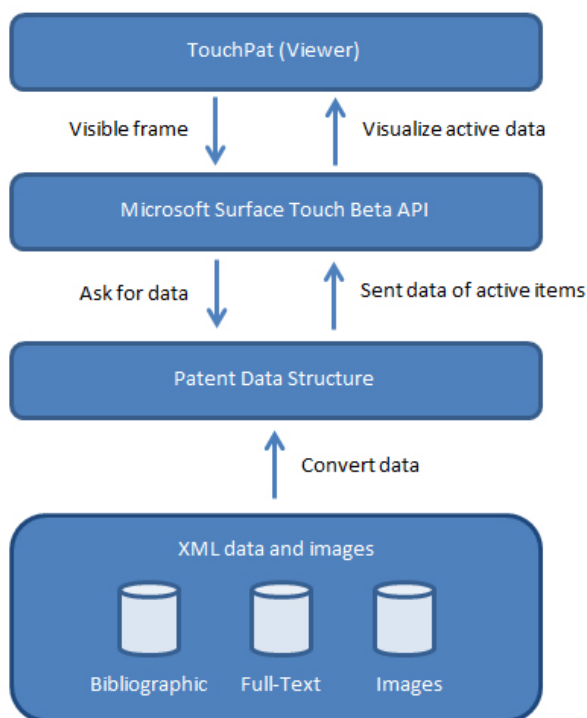 TouchPat (Viewer)
Visible frame
Visualize active data
Microsoft Surface Touch Beta API
Ask for data
Sent data of active items
Patent Data Structure
Convert data
XML data and images
Bibliographic
Full-Text
Images